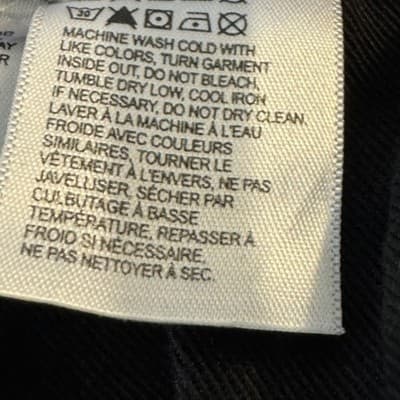 30
MACHINE WASH COLD WITH
LIKE COLORS, TURN GARMENT
INSIDE OUT, DO NOT BLEACH,
TUMBLE DRY LOW, COOL IRON
IF NECESSARY, DO NOT DRY CLEAN.
LAVER À LA MACHINE À L'EAU
FROIDE AVEC COULEURS
SIMILAIRES, TOURNER LE
VÊTEMENT À L'ENVERS, NE PAS
JAVELLISER, SÉCHER PAR
CULBUTAGE À BASSE
TEMPÉRATURE, REPASSER À
FROID SI NÉCESSAIRE.
NE PAS NETTOYER À SEC.